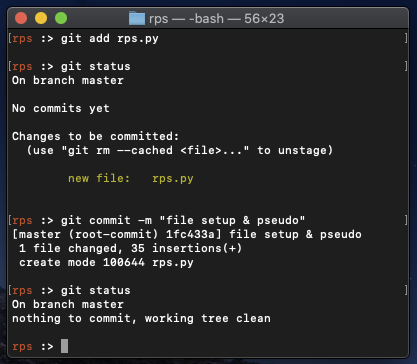 rps — -bash — 56×23
[rps :> git add rps.py ]
[rps :> git status ]
On branch master
No commits yet
Changes to be committed:
  (use "git rm --cached <file>..." to unstage)
        new file:   rps.py
[rps :> git commit -m "file setup & pseudo" ]
[master (root-commit) 1fc433a] file setup & pseudo
 1 file changed, 35 insertions(+)
 create mode 100644 rps.py
[rps :> git status ]
On branch master
nothing to commit, working tree clean
rps :>